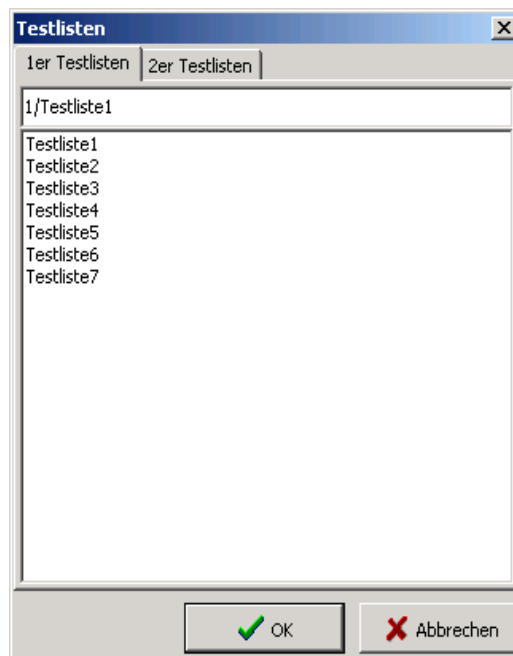 Testlisten
1er Testlisten 2er Testlisten
1/Testliste1
Testliste1
Testliste2
Testliste3
Testliste4
Testliste5
Testliste6
Testliste7
OK Abbrechen